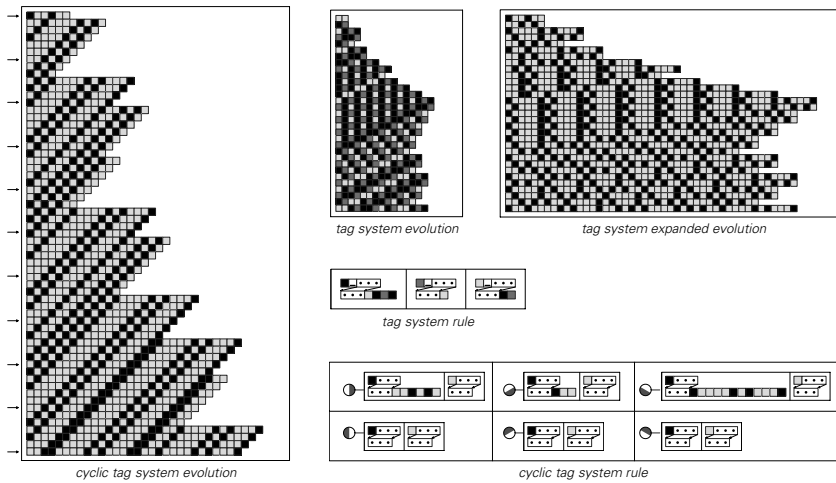 tag system evolution
tag system expanded evolution
tag system rule
cyclic tag system evolution
cyclic tag system rule